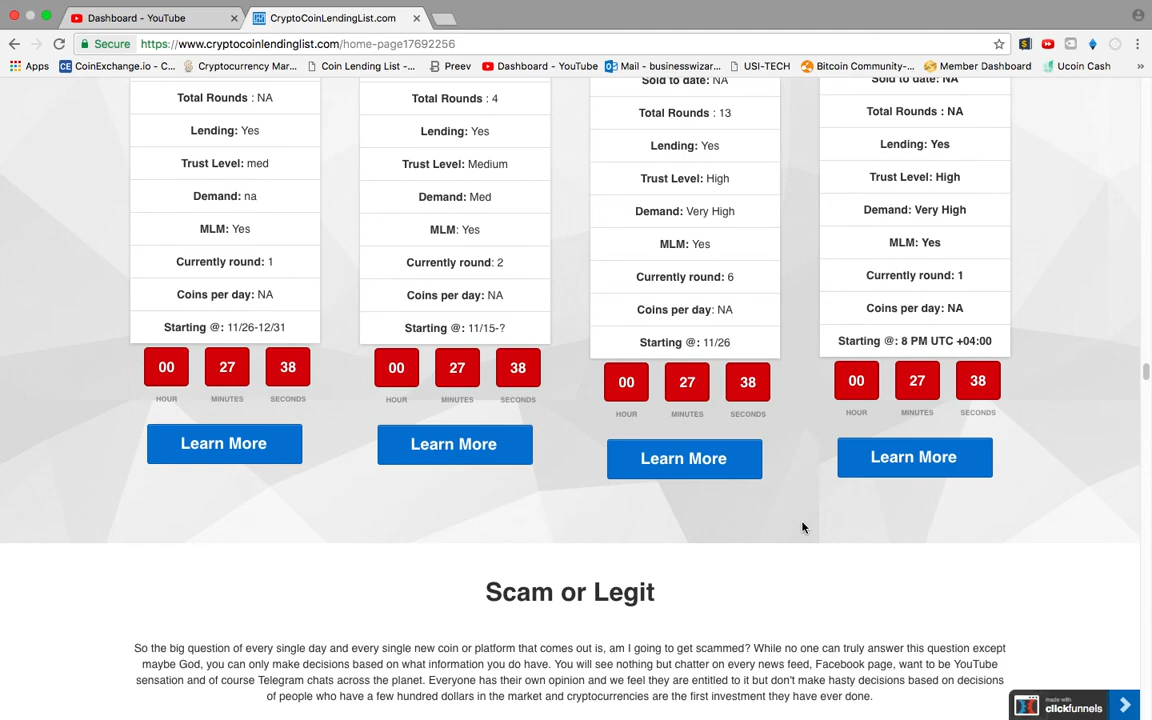 Dashboard - YouTube
CryptoCoinLendingList.com
Secure https://www.cryptocoinlendinglist.com/home-page17692256
Apps CoinExchange.io - C... Cryptocurrency Mar... Coin Lending List -... Preev Dashboard - YouTube Mail - businesswizar... USI-TECH Bitcoin Community-... Member Dashboard Ucoin Cash »
Total Rounds : NA
Lending: Yes
Trust Level: med
Demand: na
MLM: Yes
Currently round: 1
Coins per day: NA
Starting @: 11/26-12/31
00 27 38
HOUR MINUTES SECONDS
Learn More
Total Rounds : 4
Lending: Yes
Trust Level: Medium
Demand: Med
MLM: Yes
Currently round: 2
Coins per day: NA
Starting @: 11/15-?
00 27 38
HOUR MINUTES SECONDS
Learn More
Sold to date: NA
Total Rounds : 13
Lending: Yes
Trust Level: High
Demand: Very High
MLM: Yes
Currently round: 6
Coins per day: NA
Starting @: 11/26
00 27 38
HOUR MINUTES SECONDS
Learn More
Sold to date: NA
Total Rounds : NA
Lending: Yes
Trust Level: High
Demand: Very High
MLM: Yes
Currently round: 1
Coins per day: NA
Starting @: 8 PM UTC +04:00
00 27 38
HOUR MINUTES SECONDS
Learn More
Scam or Legit
So the big question of every single day and every single new coin or platform that comes out is, am I going to get scammed? While no one can truly answer this question except
maybe God, you can only make decisions based on what information you do have. You will see nothing but chatter on every news feed, Facebook page, want to be YouTube
sensation and of course Telegram chats across the planet. Everyone has their own opinion and we feel they are entitled to it but don't make hasty decisions based on decisions
of people who have a few hundred dollars in the market and cryptocurrencies are the first investment they have ever done.
made with
clickfunnels